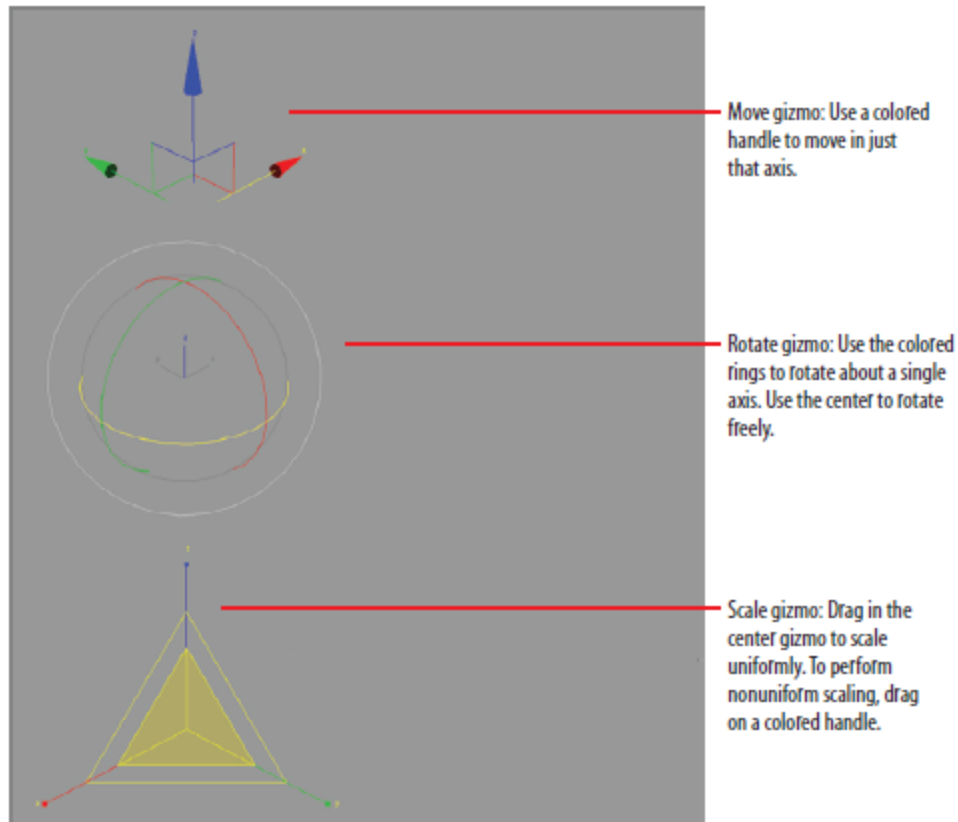 Move gizmo: Use a colored
handle to move in just
that axis.
Rotate gizmo: Use the colored
rings to rotate about a single
axis. Use the center to rotate
freely.
Scale gizmo: Drag in the
center gizmo to scale
uniformly. To perform
nonuniform scaling, drag
on a colored handle.